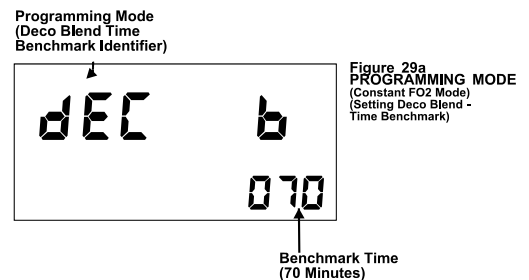 Programming Mode
(Deco Blend Time
Benchmark Identifier)
Figure 29a
PROGRAMMING MODE
(Constant FO2 Mode)
(Setting Deco Blend -
Time Benchmark)
dEC b
070
Benchmark Time
(70 Minutes)